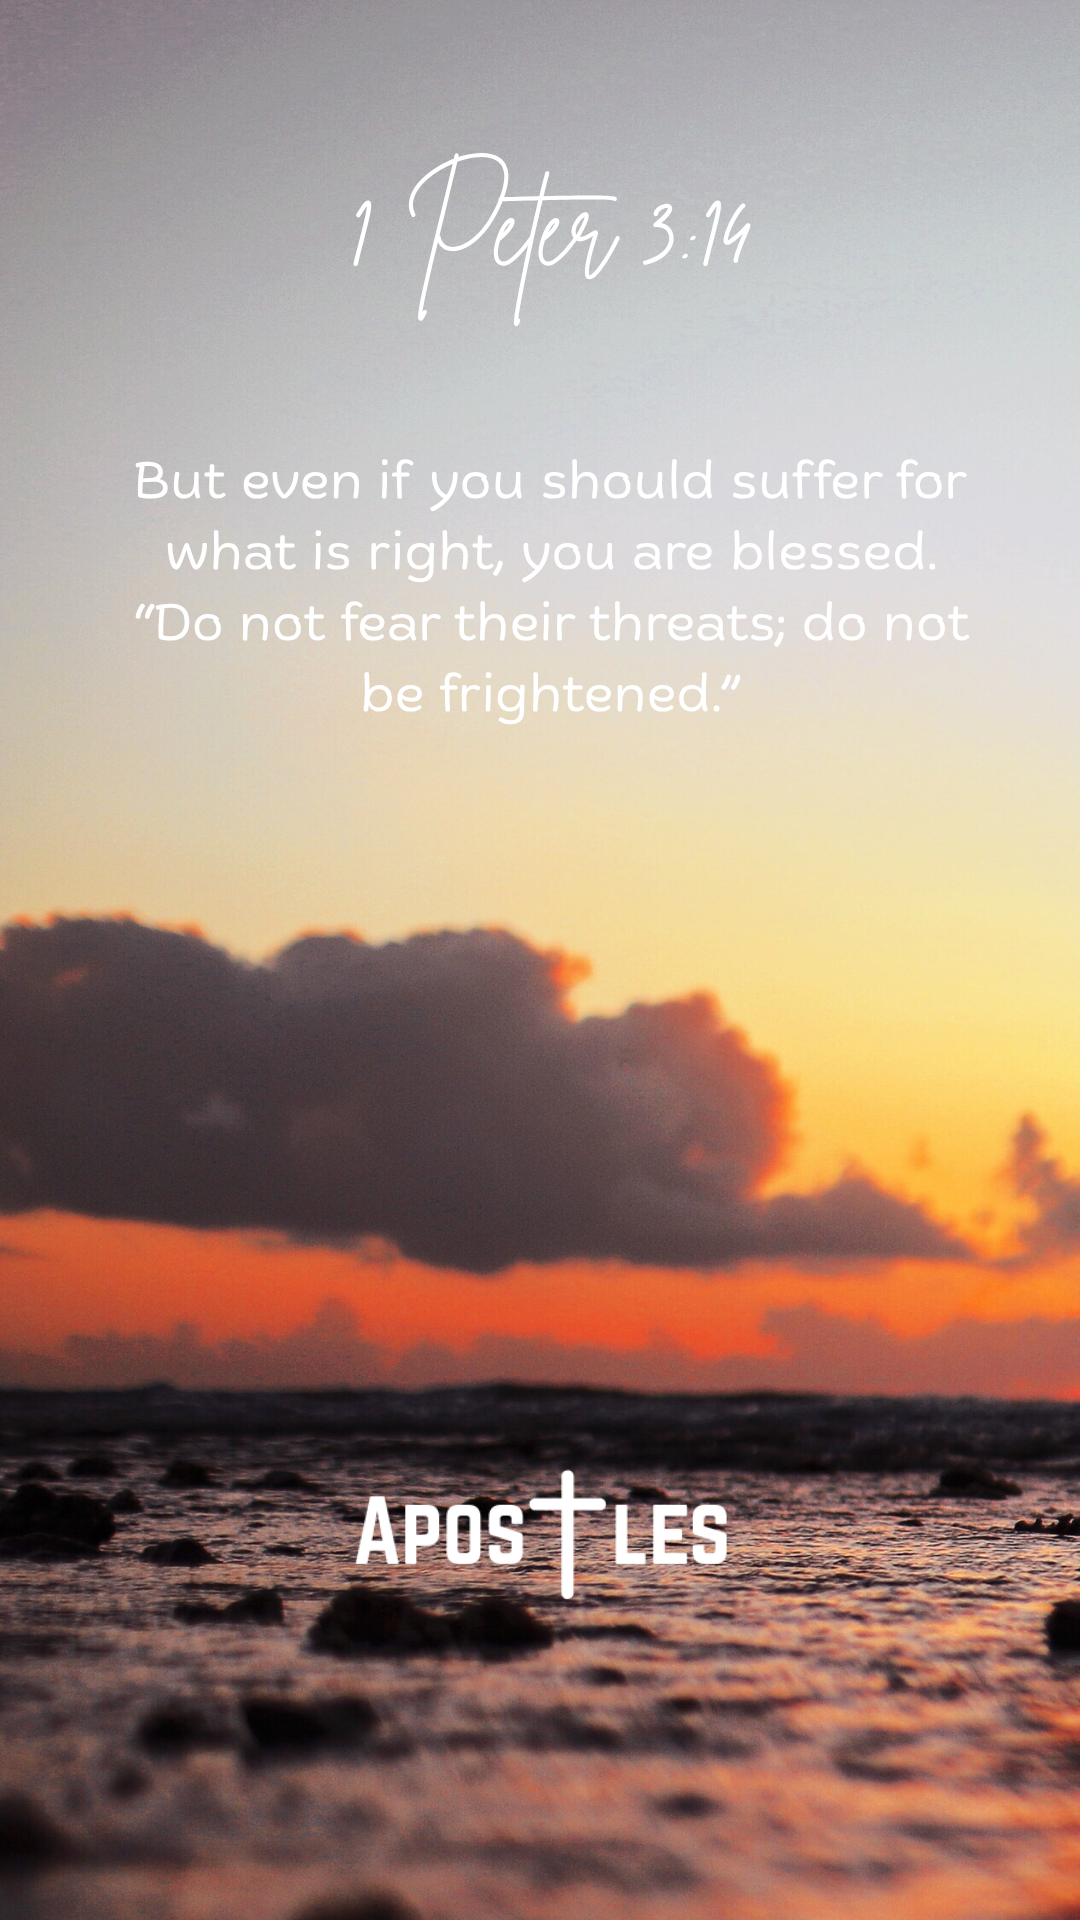 1 Peter 3:14
But even if you should suffer for
what is right, you are blessed.
“Do not fear their threats; do not
be frightened.”
APOSTLES